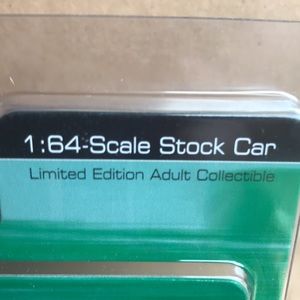 1:64-Scale Stock Car
Limited Edition Adult Collectible